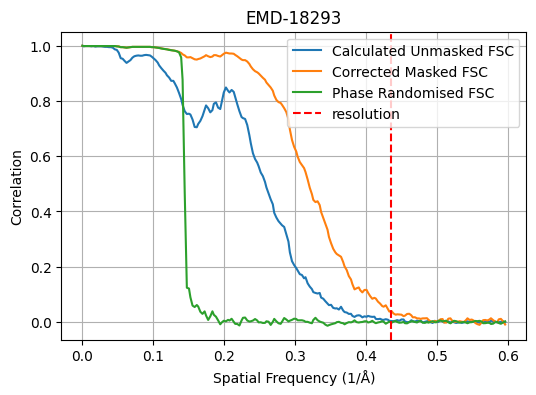 EMD-18293
Calculated Unmasked FSC
Corrected Masked FSC
Phase Randomised FSC
resolution
Correlation
1.0
0.8
0.6
0.4
0.2
0.0
0.0 0.1 0.2 0.3 0.4 0.5 0.6
Spatial Frequency (1/Å)